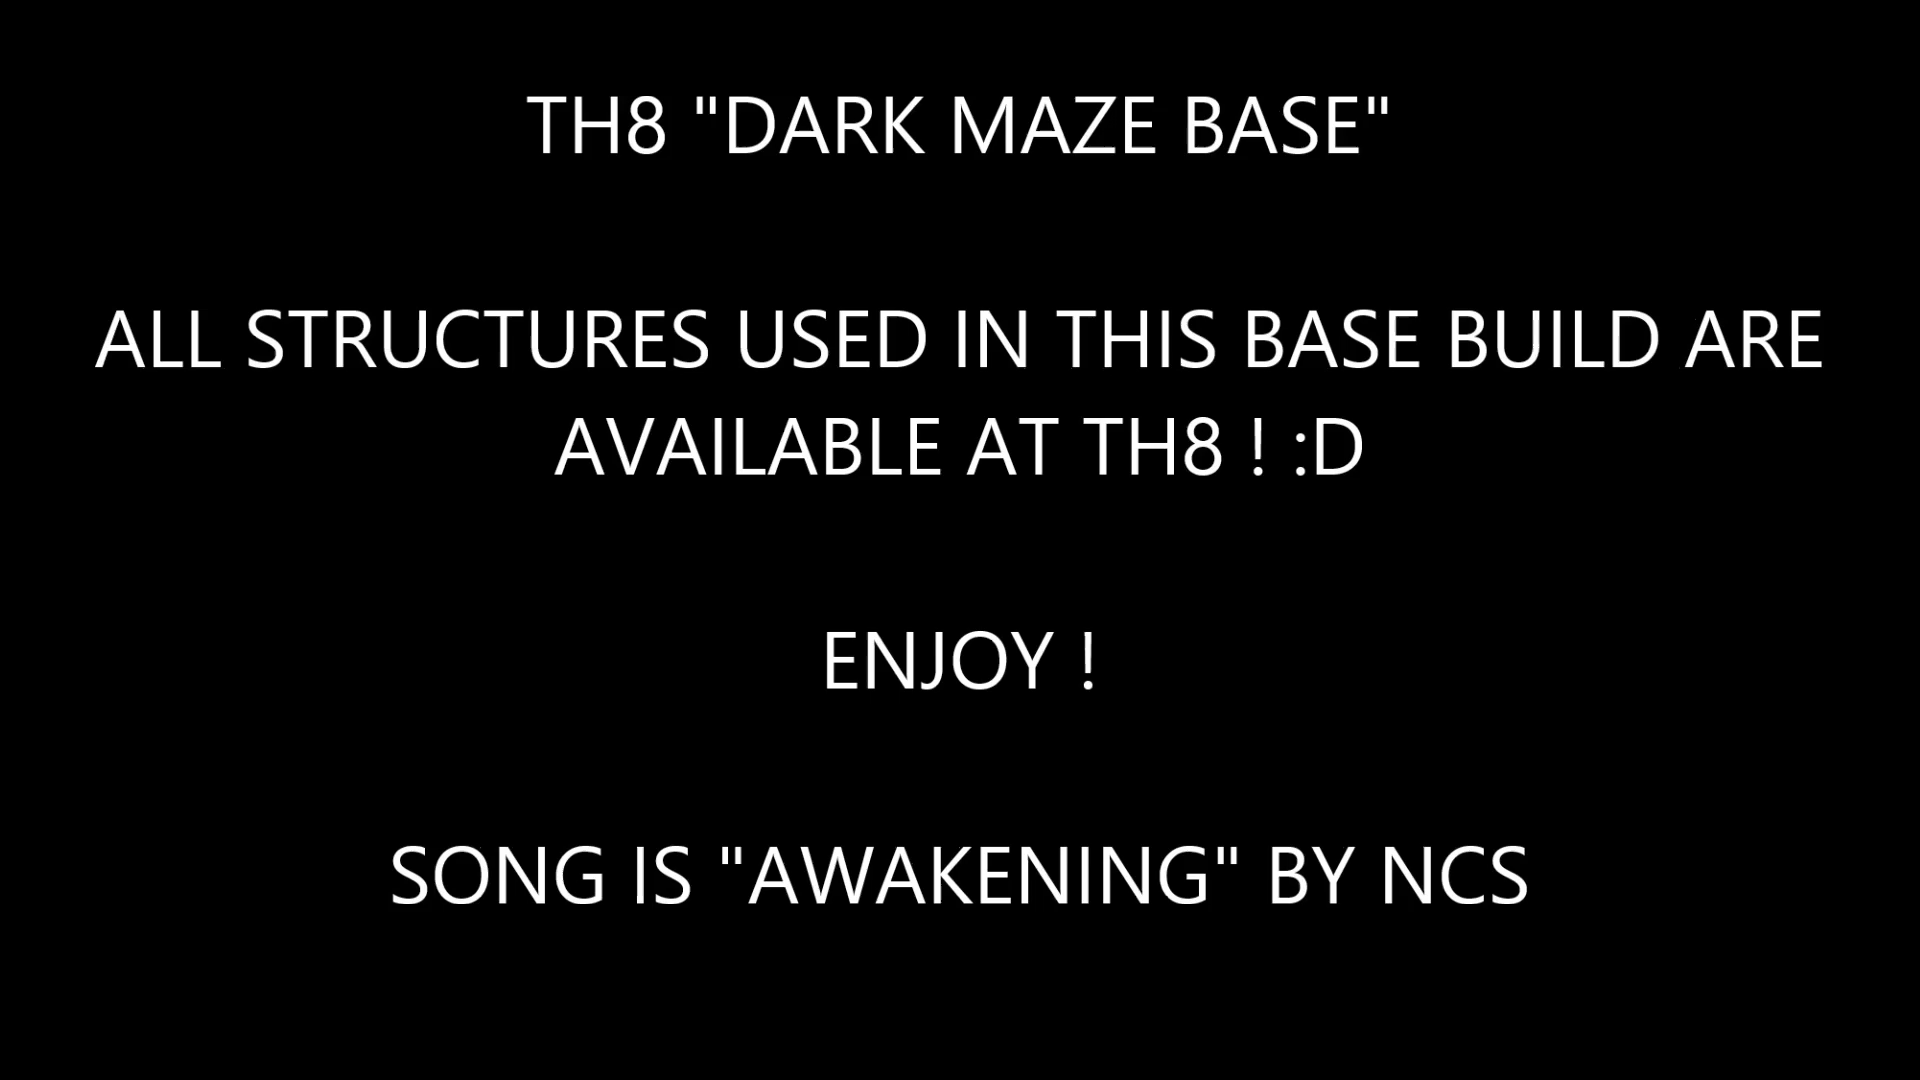 TH8 "DARK MAZE BASE"
ALL STRUCTURES USED IN THIS BASE BUILD ARE
AVAILABLE AT TH8 ! :D
ENJOY !
SONG IS "AWAKENING" BY NCS